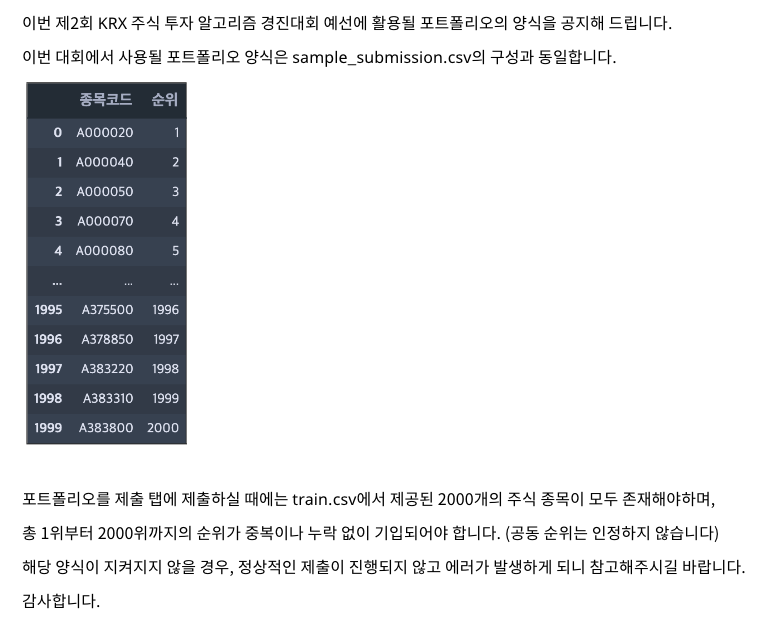 이번 제2회 KRX 주식 투자 알고리즘 경진대회 예선에 활용될 포트폴리오의 양식을 공지해 드립니다.
이번 대회에서 사용될 포트폴리오 양식은 sample_submission.csv의 구성과 동일합니다.
종목코드 순위
0 A000020 1
1 A000040 2
2 A000050 3
3 A000070 4
4 A000080 5
... ... ...
1995 A375500 1996
1996 A378850 1997
1997 A383220 1998
1998 A383310 1999
1999 A383800 2000
포트폴리오를 제출 탭에 제출하실 때에는 train.csv에서 제공된 2000개의 주식 종목이 모두 존재해야하며,
총 1위부터 2000위까지의 순위가 중복이나 누락 없이 기입되어야 합니다. (공동 순위는 인정하지 않습니다)
해당 양식이 지켜지지 않을 경우, 정상적인 제출이 진행되지 않고 에러가 발생하게 되니 참고해주시길 바랍니다.
감사합니다.